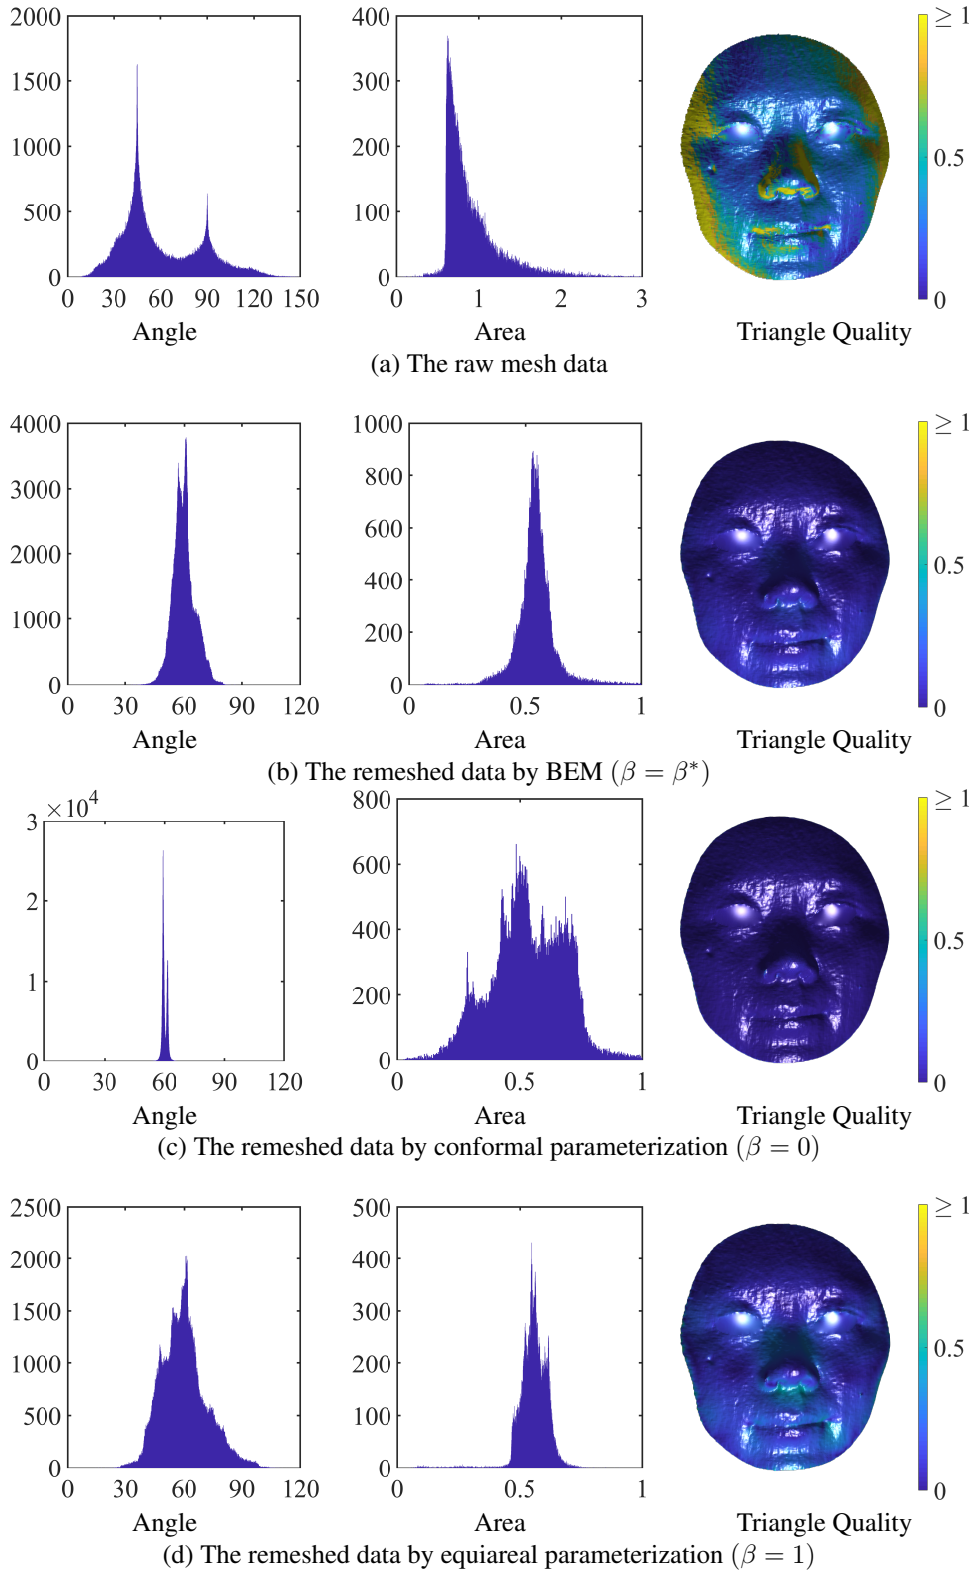 2000
1500
1000
500
0
0 30 60 90 120 150
Angle
400
300
200
100
0
0 1 2 3
Area
≥ 1
0.5
0
Triangle Quality
(a) The raw mesh data
4000
3000
2000
1000
0
0 30 60 90 120
Angle
1000
800
600
400
200
0
0 0.5 1
Area
≥ 1
0.5
0
Triangle Quality
(b) The remeshed data by BEM (β = β*)
×10⁴
3
2
1
0
0 30 60 90 120
Angle
800
600
400
200
0
0 0.5 1
Area
≥ 1
0.5
0
Triangle Quality
(c) The remeshed data by conformal parameterization (β = 0)
2500
2000
1500
1000
500
0
0 30 60 90 120
Angle
500
400
300
200
100
0
0 0.5 1
Area
≥ 1
0.5
0
Triangle Quality
(d) The remeshed data by equiareal parameterization (β = 1)